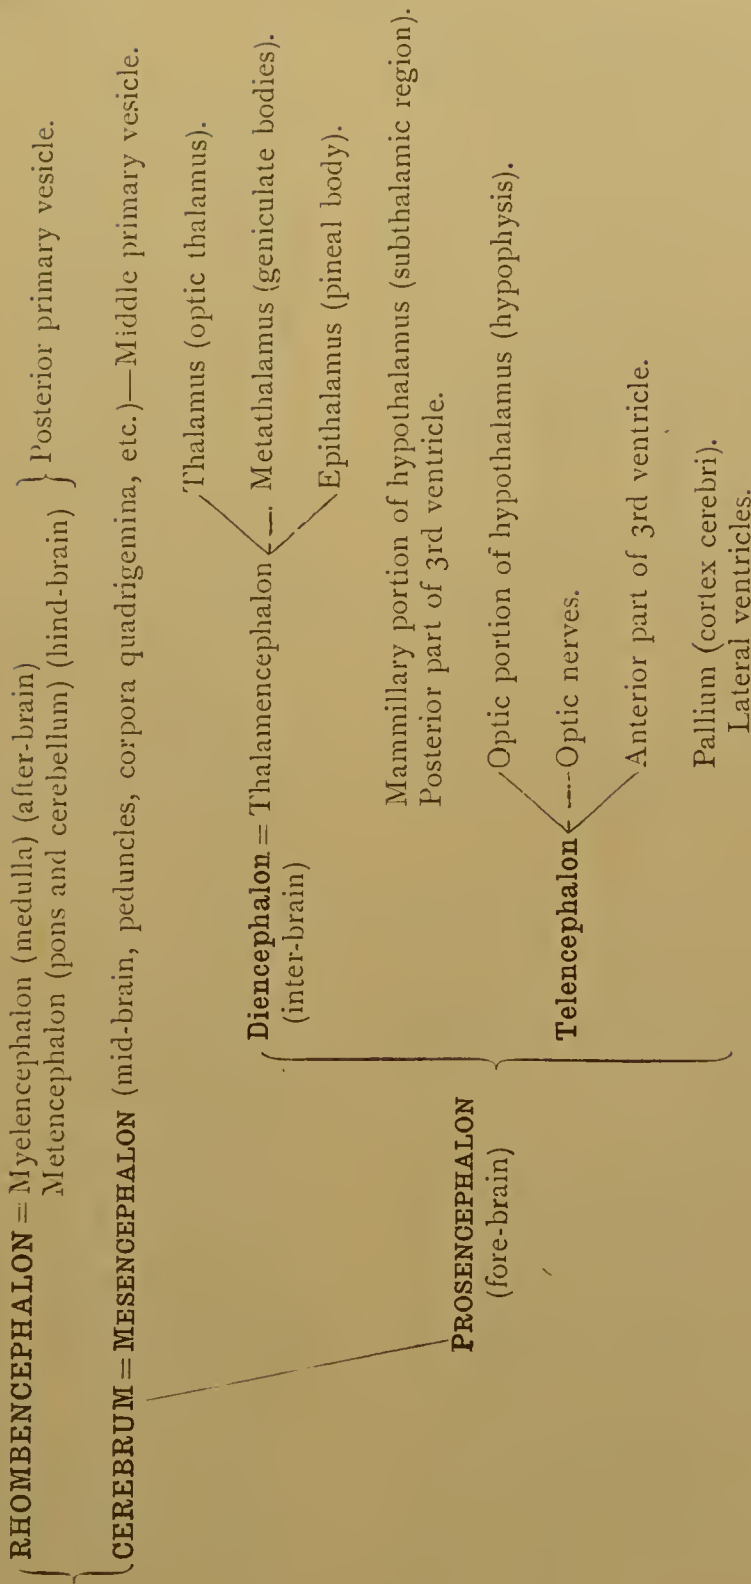 RHOMBENCEPHALON = Myelencephalon (medulla) (after-brain)
Metencephalon (pons and cerebellum) (hind-brain) } Posterior primary vesicle.
CEREBRUM = MESENCEPHALON (mid-brain, peduncles, corpora quadrigemina, etc.)—Middle primary vesicle.
Thalamus (optic thalamus).
Diencephalon = Thalamencephalon — Metathalamus (geniculate bodies).
(inter-brain)
Epithalamus (pineal body).
Mammillary portion of hypothalamus (subthalamic region).
Posterior part of 3rd ventricle.
PROSENCEPHALON
(fore-brain)
Optic portion of hypothalamus (hypophysis).
Telencephalon — Optic nerves.
Anterior part of 3rd ventricle.
Pallium (cortex cerebri).
Lateral ventricles.